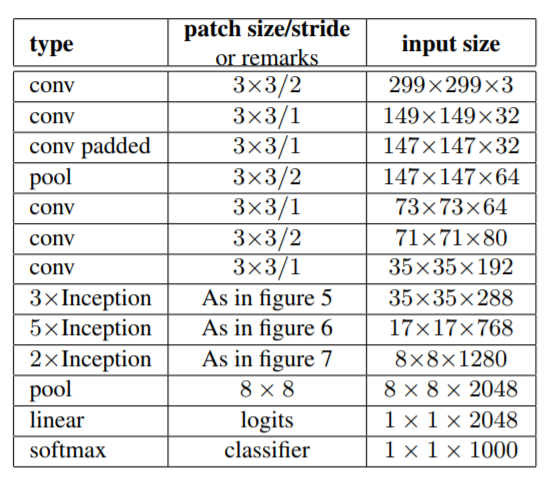 type patch size/stride or remarks input size
conv 3×3/2 299×299×3
conv 3×3/1 149×149×32
conv padded 3×3/1 147×147×32
pool 3×3/2 147×147×64
conv 3×3/1 73×73×64
conv 3×3/2 71×71×80
conv 3×3/1 35×35×192
3×Inception As in figure 5 35×35×288
5×Inception As in figure 6 17×17×768
2×Inception As in figure 7 8×8×1280
pool 8 × 8 8 × 8 × 2048
linear logits 1 × 1 × 2048
softmax classifier 1 × 1 × 1000